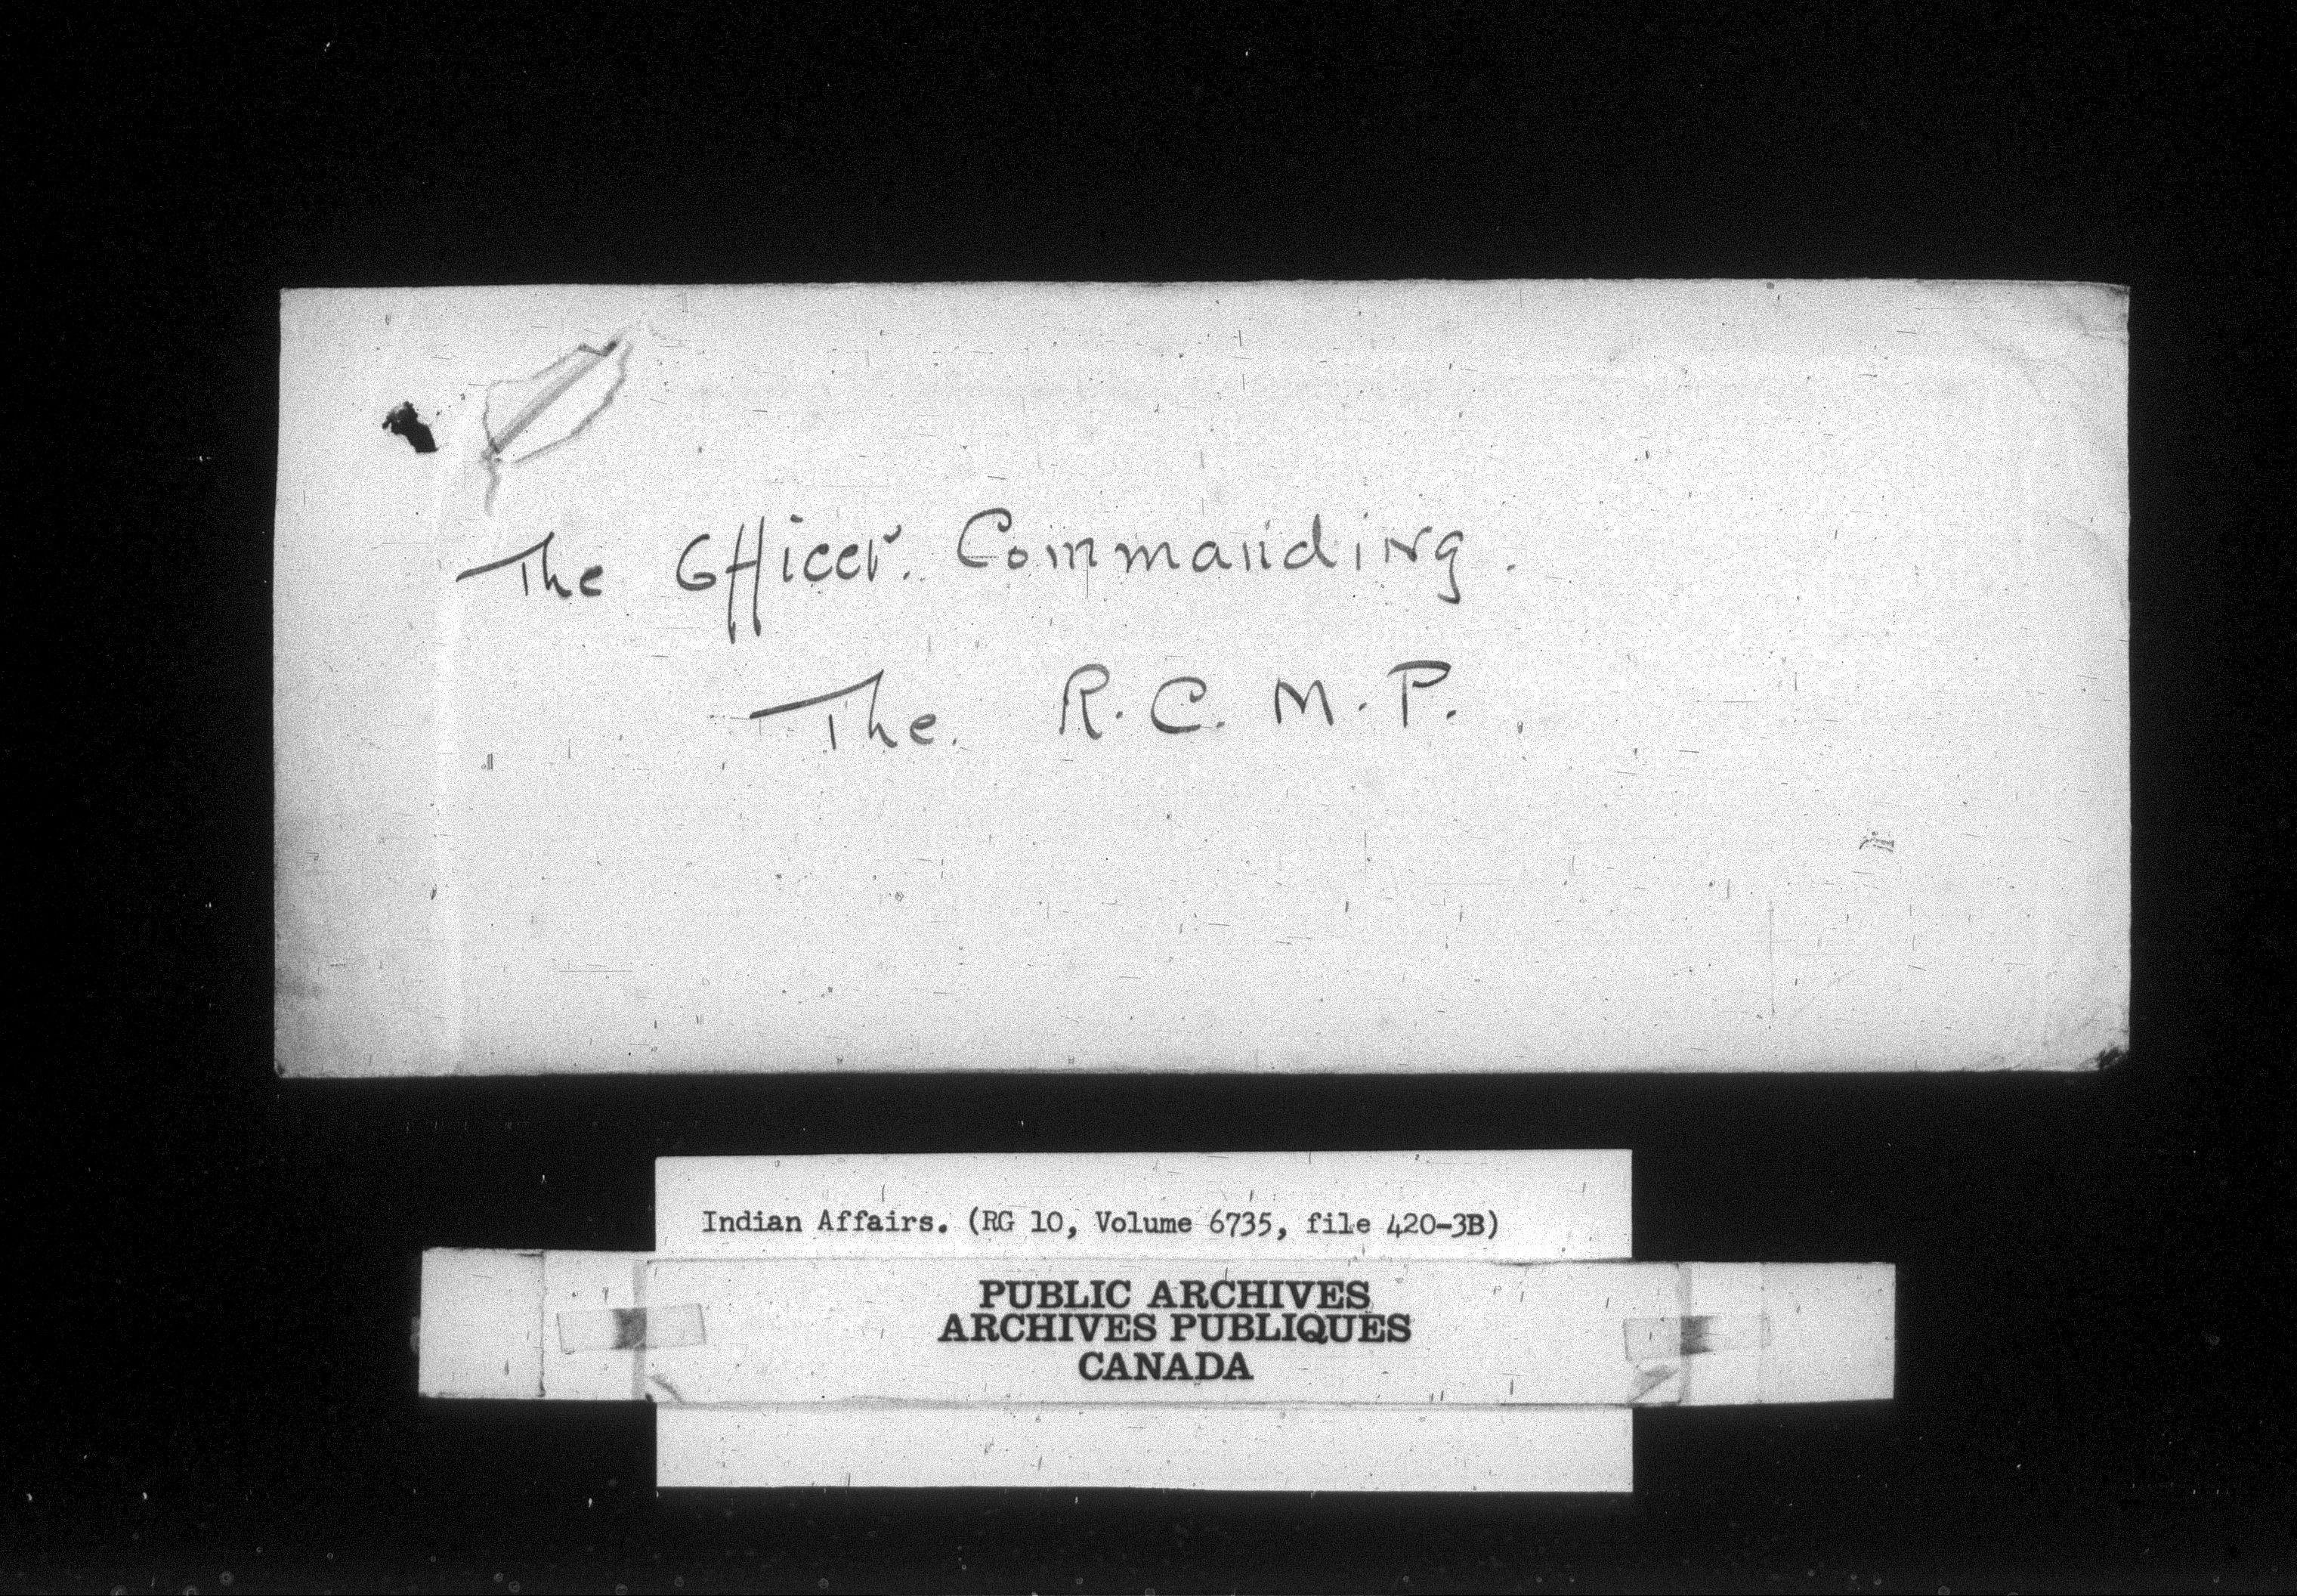 The Officer. Commanding.
The. R.C.M.P.
Indian Affairs. (RG 10, Volume 6735, file 420-3B)
PUBLIC ARCHIVES
ARCHIVES PUBLIQUES
CANADA